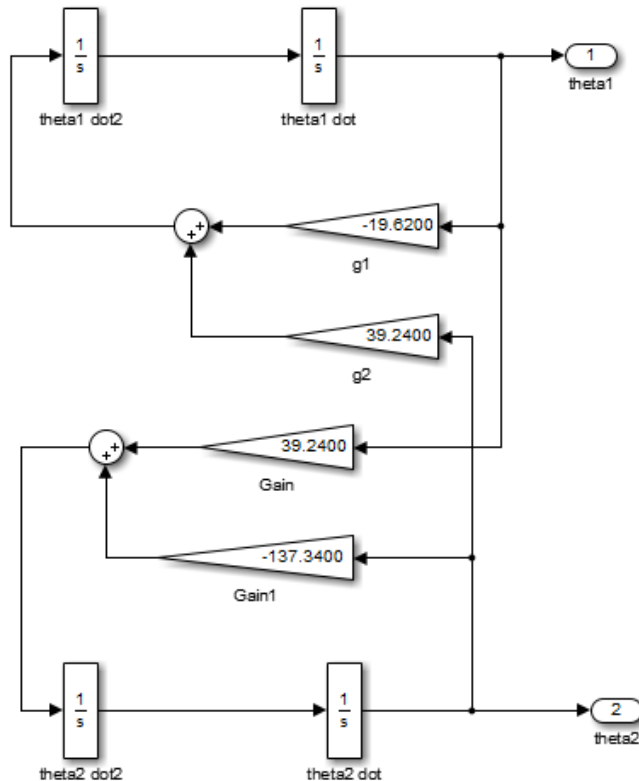 1
s
1
s
1
theta1 dot2
theta1 dot
theta1
-19.6200
++
g1
39.2400
g2
39.2400
++
Gain
-137.3400
Gain1
1
s
1
s
2
theta2 dot2
theta2 dot
theta2